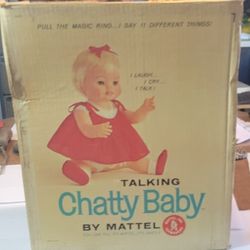 PULL THE MAGIC RING...I SAY 11 DIFFERENT THINGS!
I LAUGH...
I CRY...
I TALK!
TALKING
Chatty Baby
BY MATTEL